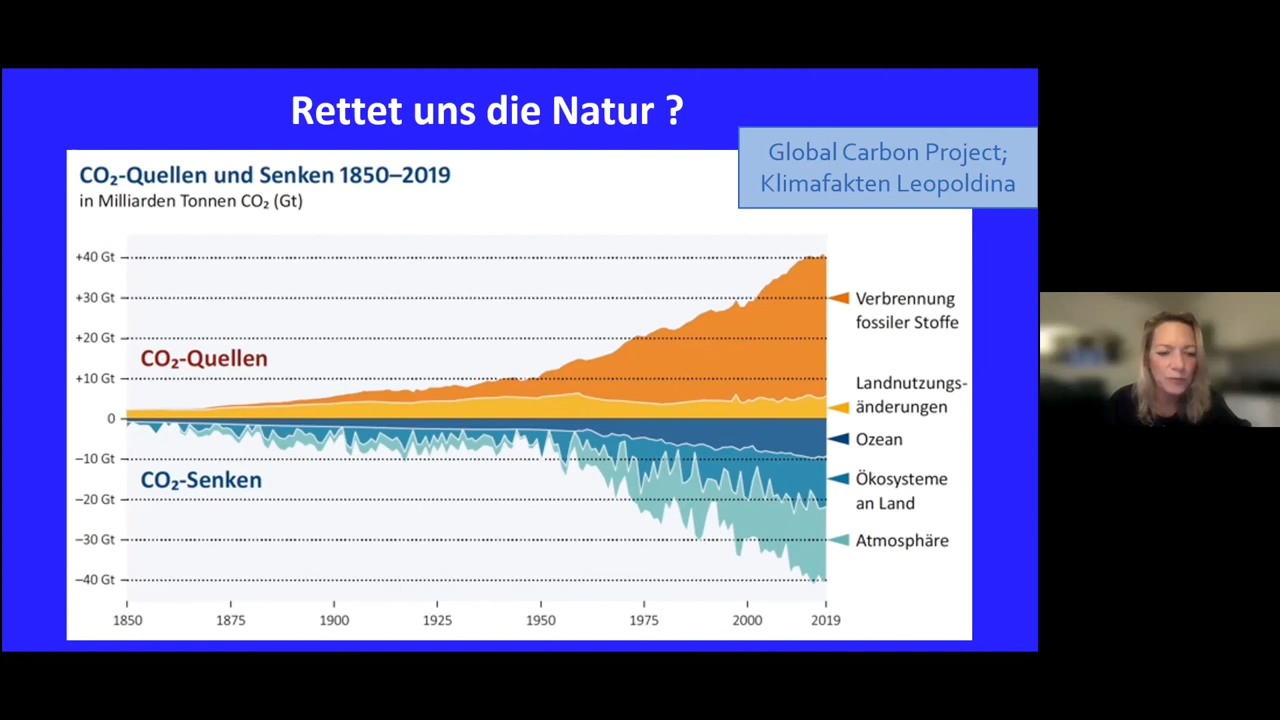 Rettet uns die Natur ?
Global Carbon Project;
Klimafakten Leopoldina
CO₂-Quellen und Senken 1850–2019
in Milliarden Tonnen CO₂ (Gt)
+40 Gt
+30 Gt
+20 Gt
+10 Gt
0
−10 Gt
−20 Gt
−30 Gt
−40 Gt
CO₂-Quellen
CO₂-Senken
Verbrennung
fossiler Stoffe
Landnutzungs-
änderungen
Ozean
Ökosysteme
an Land
Atmosphäre
1850 1875 1900 1925 1950 1975 2000 2019